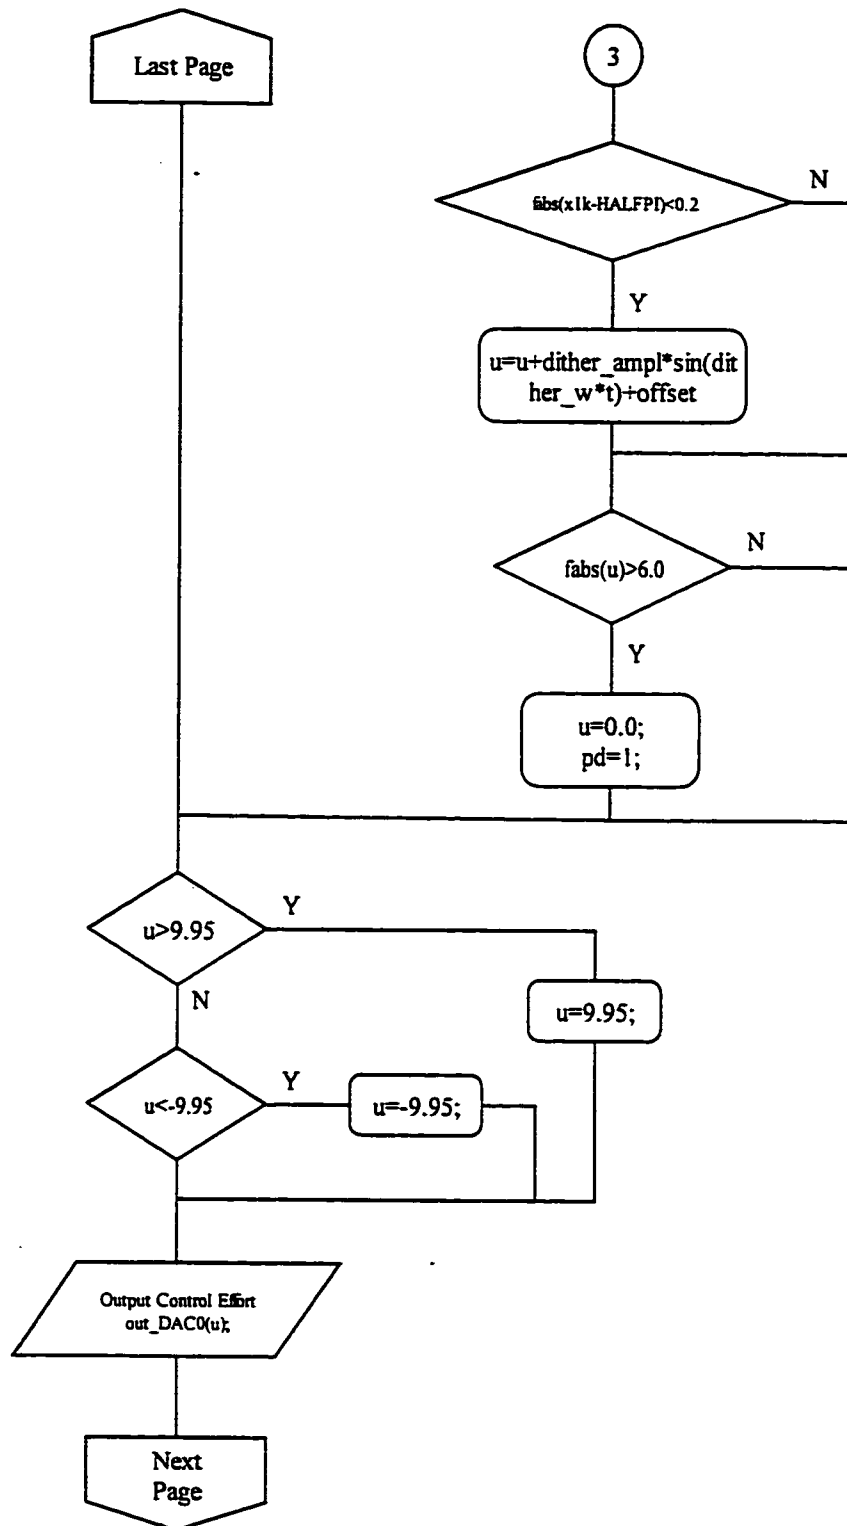 Last Page
3
fabs(x1k-HALFPI)<0.2
N
Y
u=u+dither_ampl*sin(dit
her_w*t)+offset
fabs(u)>6.0
N
Y
u=0.0;
pd=1;
u>9.95
Y
N
u=9.95;
u<-9.95
Y
u=-9.95;
Output Control Effort
out_DAC0(u);
Next
Page